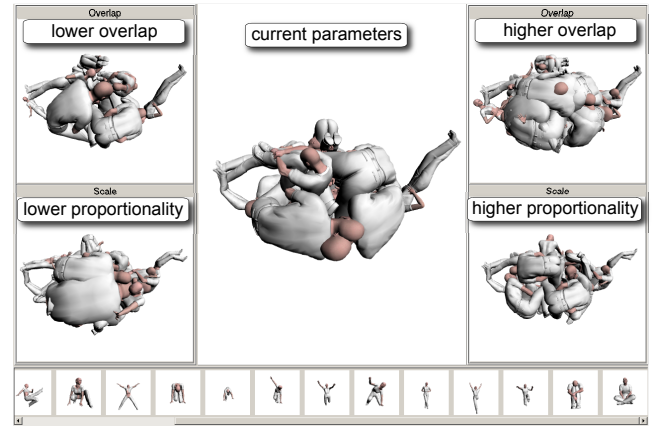 Overlap
lower overlap
current parameters
Overlap
higher overlap
Scale
lower proportionality
Scale
higher proportionality